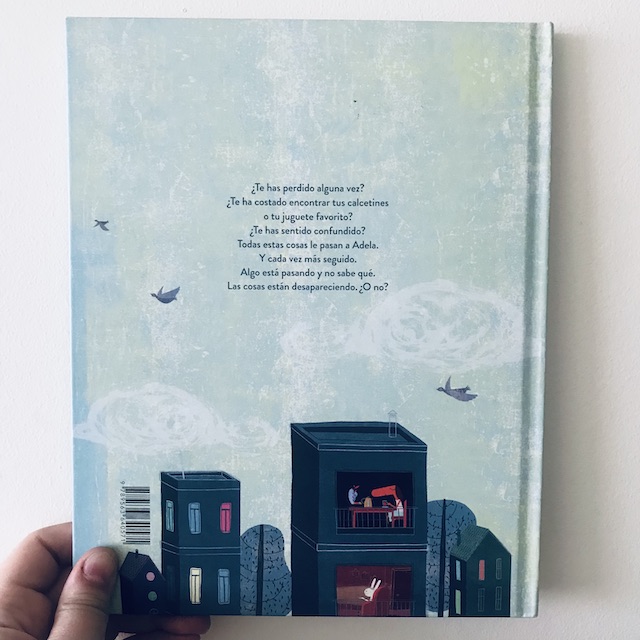 ¿Te has perdido alguna vez?
¿Te ha costado encontrar tus calcetines
o tu juguete favorito?
¿Te has sentido confundido?
Todas estas cosas le pasan a Adela.
Y cada vez más seguido.
Algo está pasando y no sabe qué.
Las cosas están desapareciendo. ¿O no?